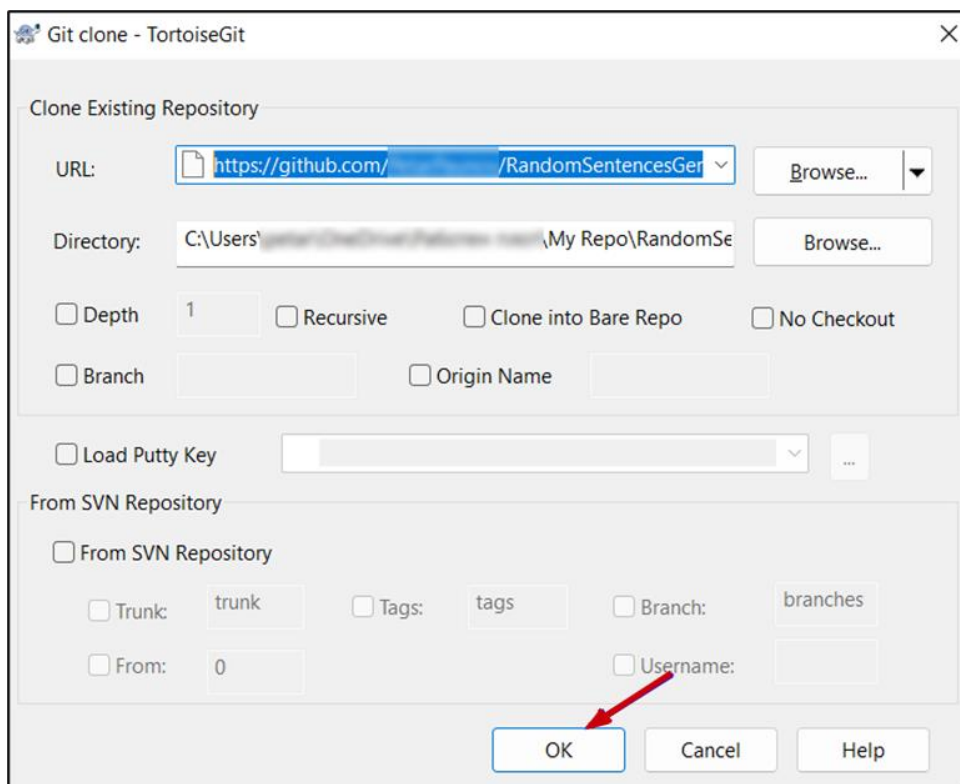 Git clone - TortoiseGit
Clone Existing Repository
URL: https://github.com/ /RandomSentencesGer Browse...
Directory: C:\Users\ \My Repo\RandomSe Browse...
Depth 1 Recursive Clone into Bare Repo No Checkout
Branch Origin Name
Load Putty Key ...
From SVN Repository
From SVN Repository
Trunk: trunk Tags: tags Branch: branches
From: 0 Username:
OK Cancel Help